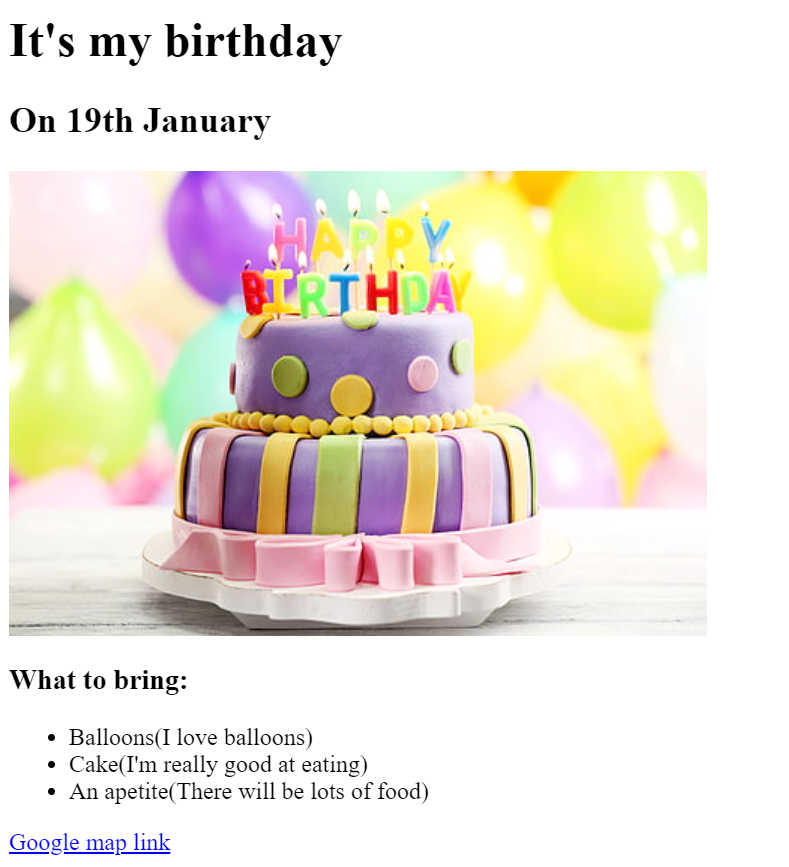 It's my birthday
On 19th January
HAPPY
BIRTHDAY
What to bring:
Balloons(I love balloons)
Cake(I'm really good at eating)
An apetite(There will be lots of food)
Google map link